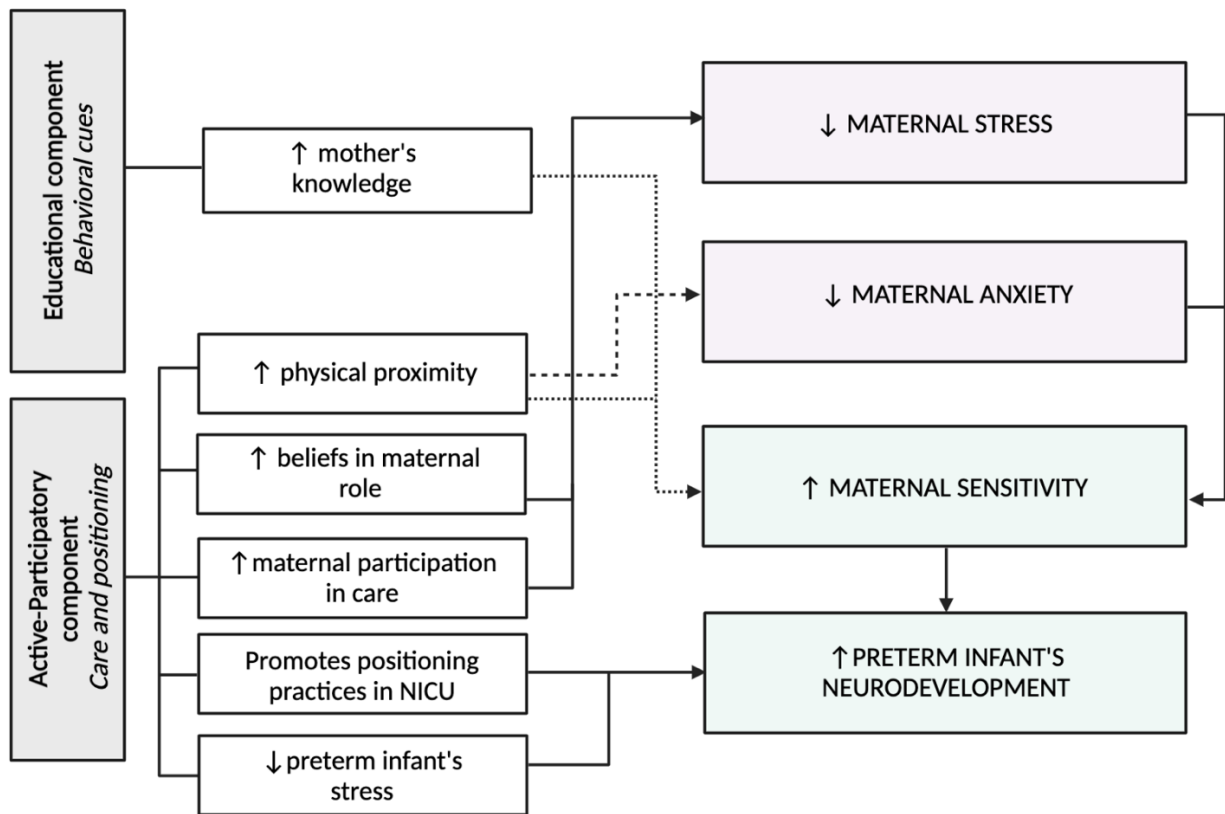 Educational component
Behavioral cues
Active-Participatory
component
Care and positioning
↑ mother's
knowledge
↑ physical proximity
↑ beliefs in maternal
role
↑ maternal participation
in care
Promotes positioning
practices in NICU
↓ preterm infant's
stress
↓ MATERNAL STRESS
↓ MATERNAL ANXIETY
↑ MATERNAL SENSITIVITY
↑ PRETERM INFANT'S
NEURODEVELOPMENT